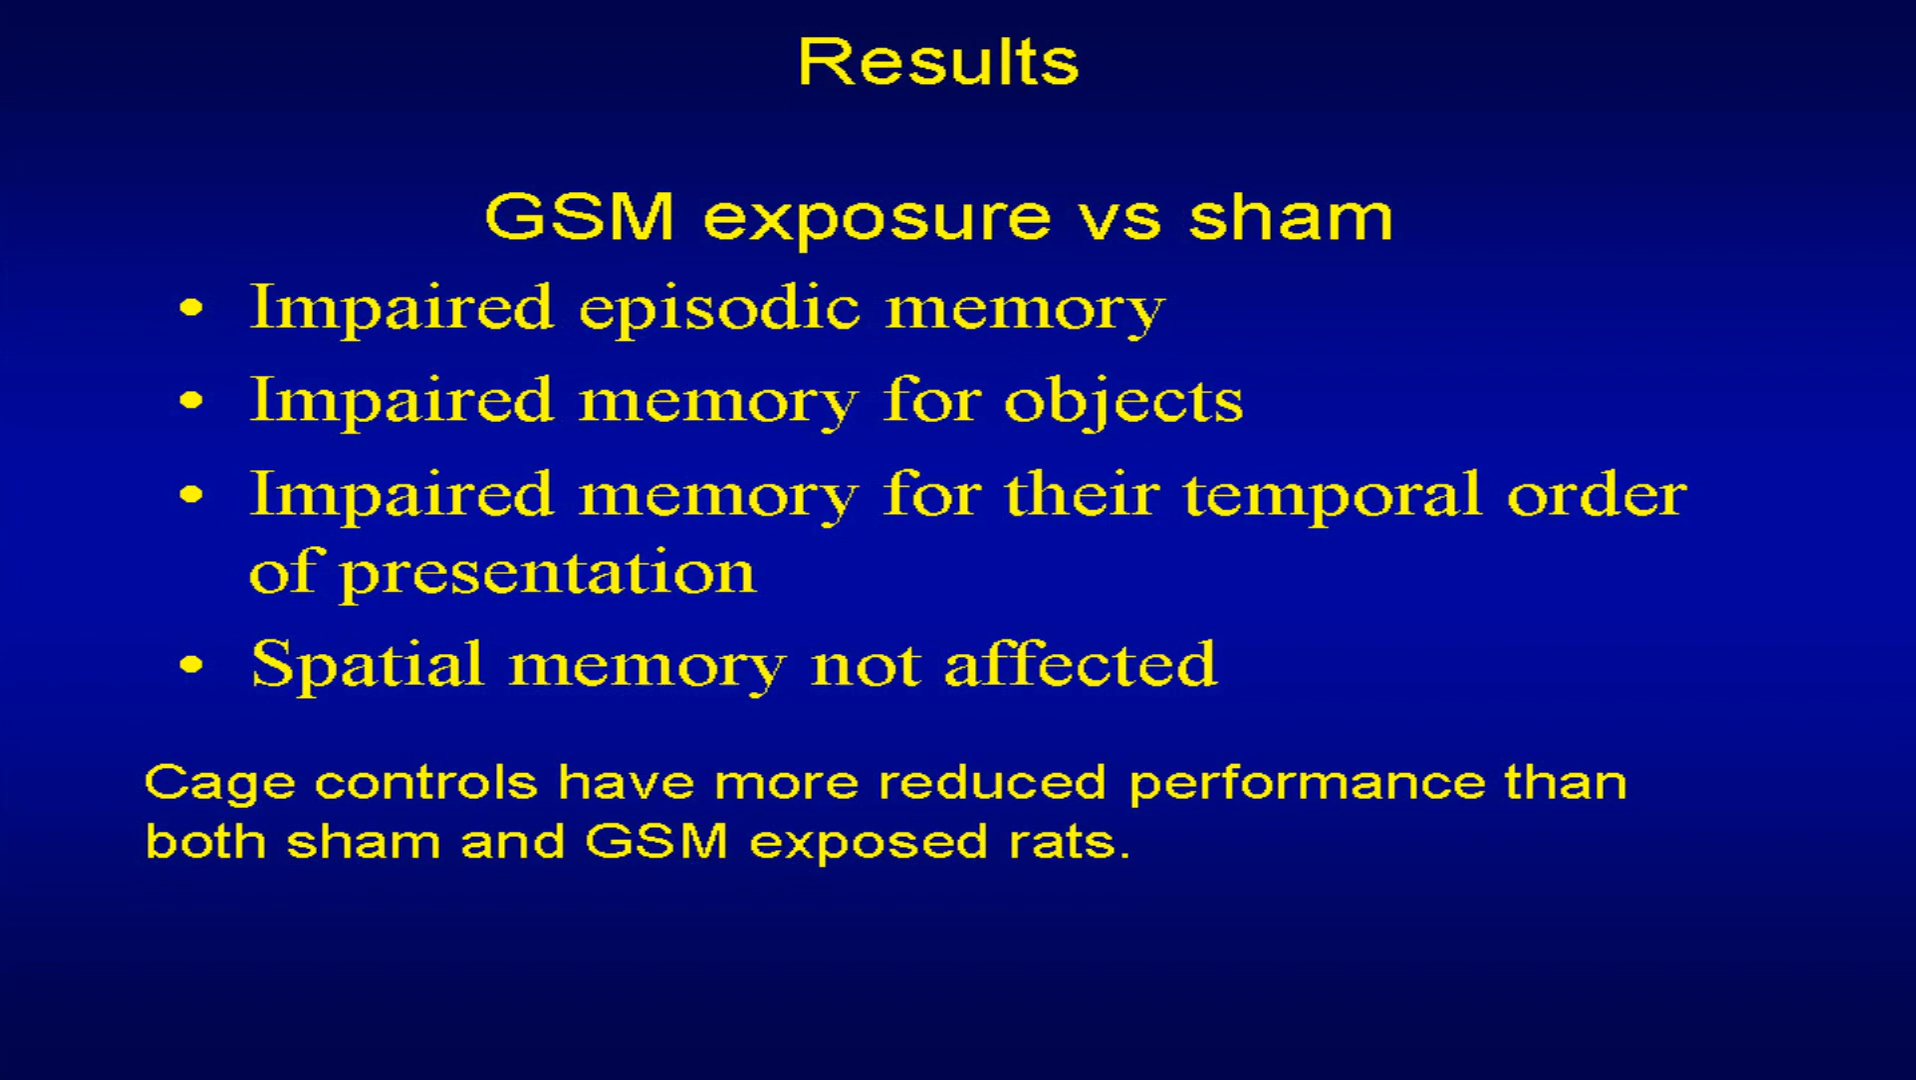 Results
GSM exposure vs sham
• Impaired episodic memory
• Impaired memory for objects
• Impaired memory for their temporal order
of presentation
• Spatial memory not affected
Cage controls have more reduced performance than
both sham and GSM exposed rats.